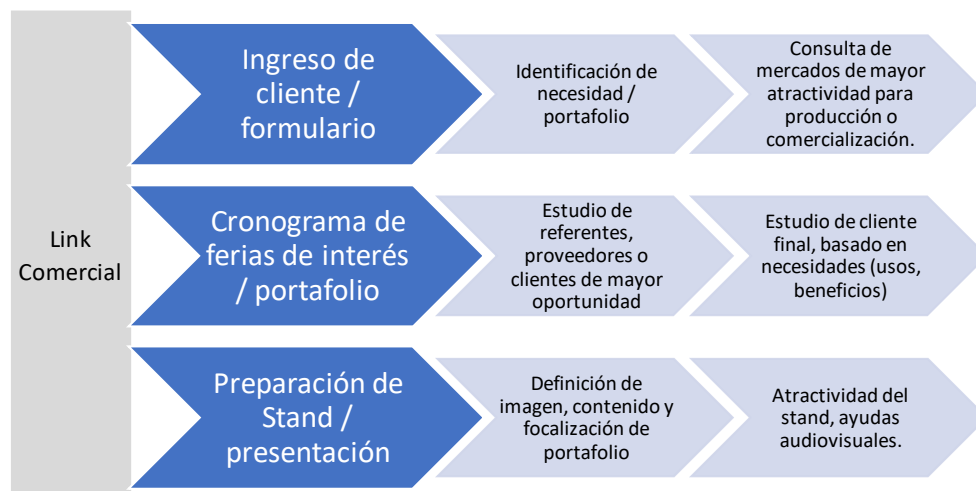 Link
Comercial
Ingreso de
cliente /
formulario
Identificación de
necesidad /
portafolio
Consulta de
mercados de mayor
atractividad para
producción o
comercialización.
Cronograma de
ferias de interés
/ portafolio
Estudio de
referentes,
proveedores o
clientes de mayor
oportunidad
Estudio de cliente
final, basado en
necesidades (usos,
beneficios)
Preparación de
Stand /
presentación
Definición de
imagen, contenido y
focalización de
portafolio
Atractividad del
stand, ayudas
audiovisuales.